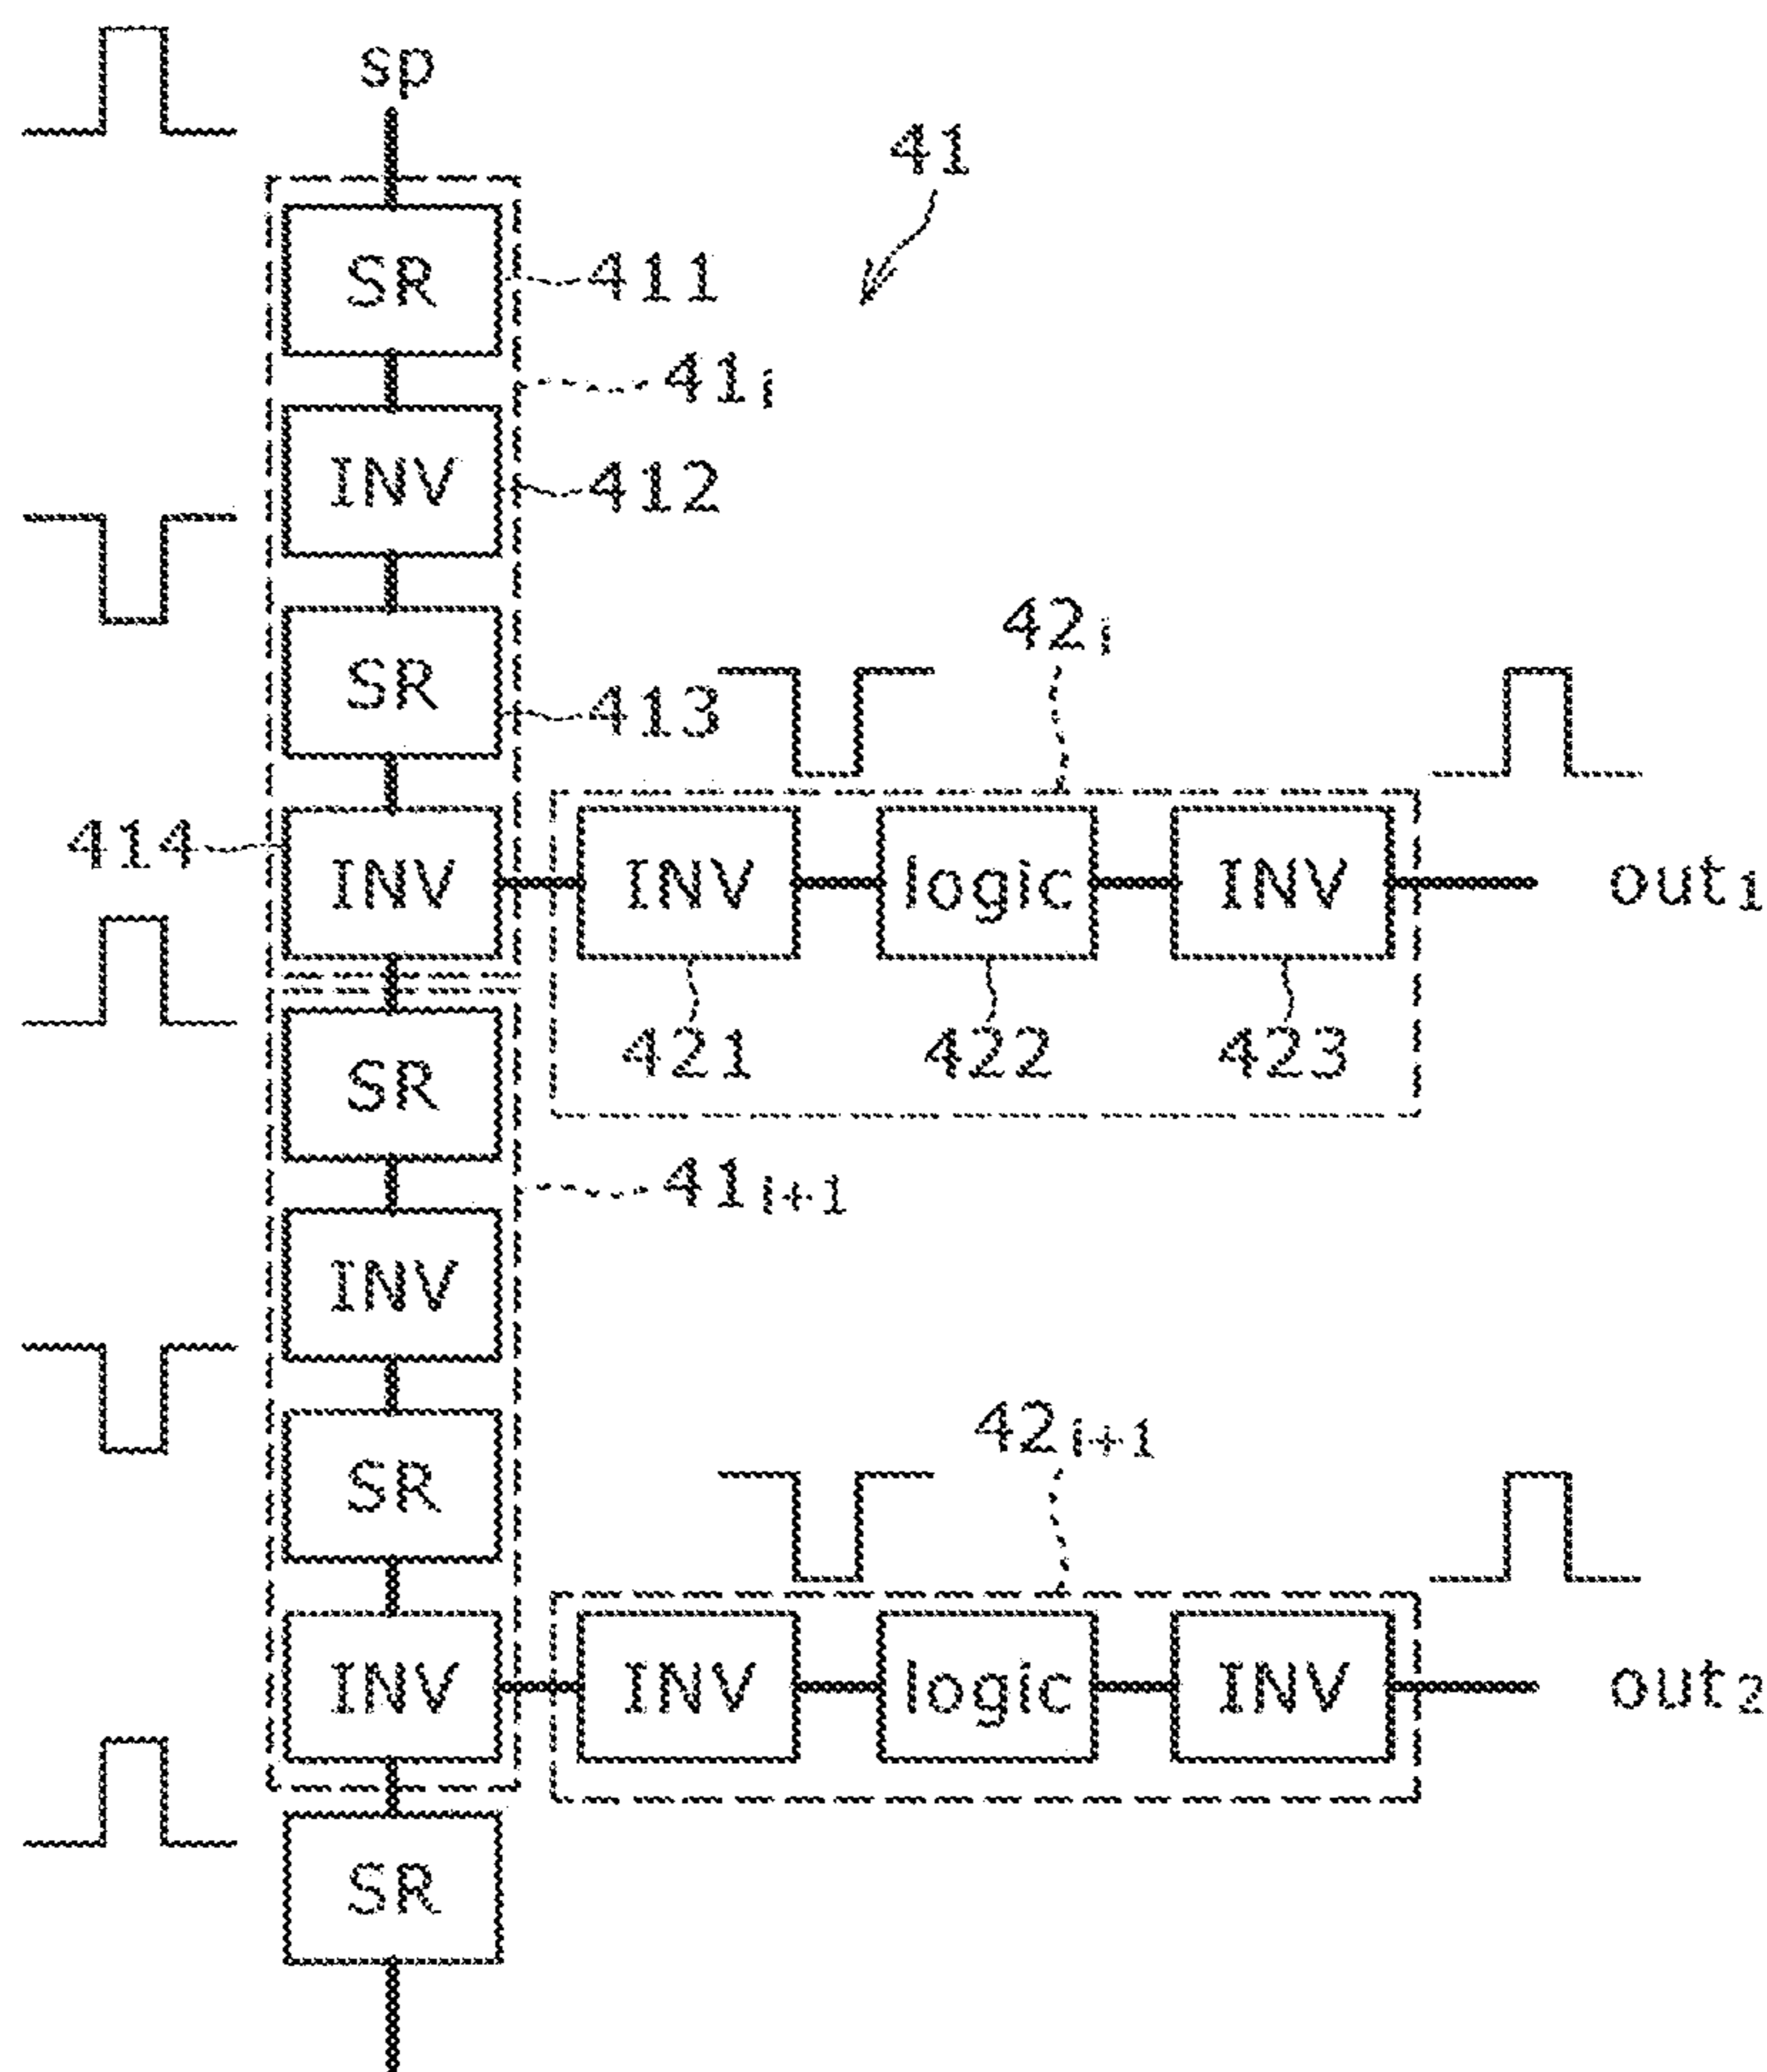 sp
41
SR
411
41i
INV
412
42i
SR
413
414
INV
INV
logic
INV
out1
421
422
423
SR
41i+1
INV
42i+1
SR
INV
INV
logic
INV
out2
SR